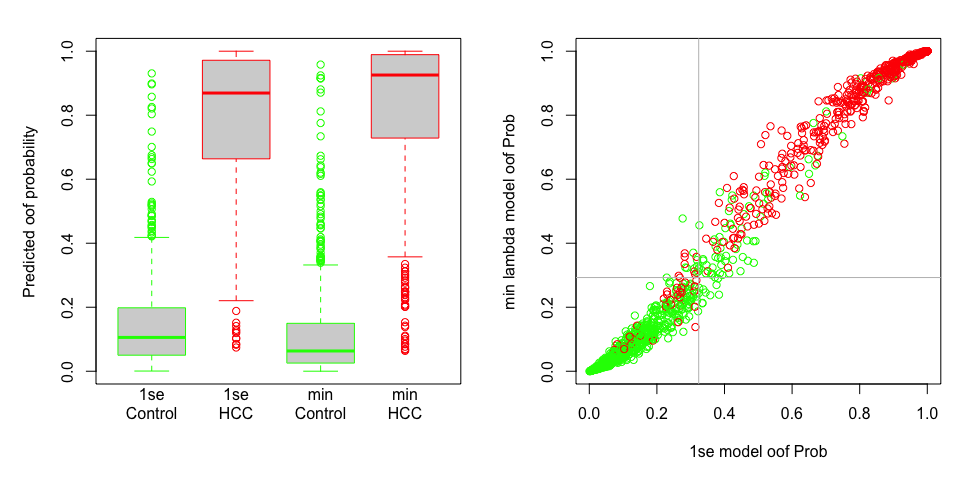 Predicted oof probability
1.0
0.8
0.6
0.4
0.2
0.0
1se
Control
1se
HCC
min
Control
min
HCC
min lambda model oof Prob
1.0
0.8
0.6
0.4
0.2
0.0
0.0 0.2 0.4 0.6 0.8 1.0
1se model oof Prob